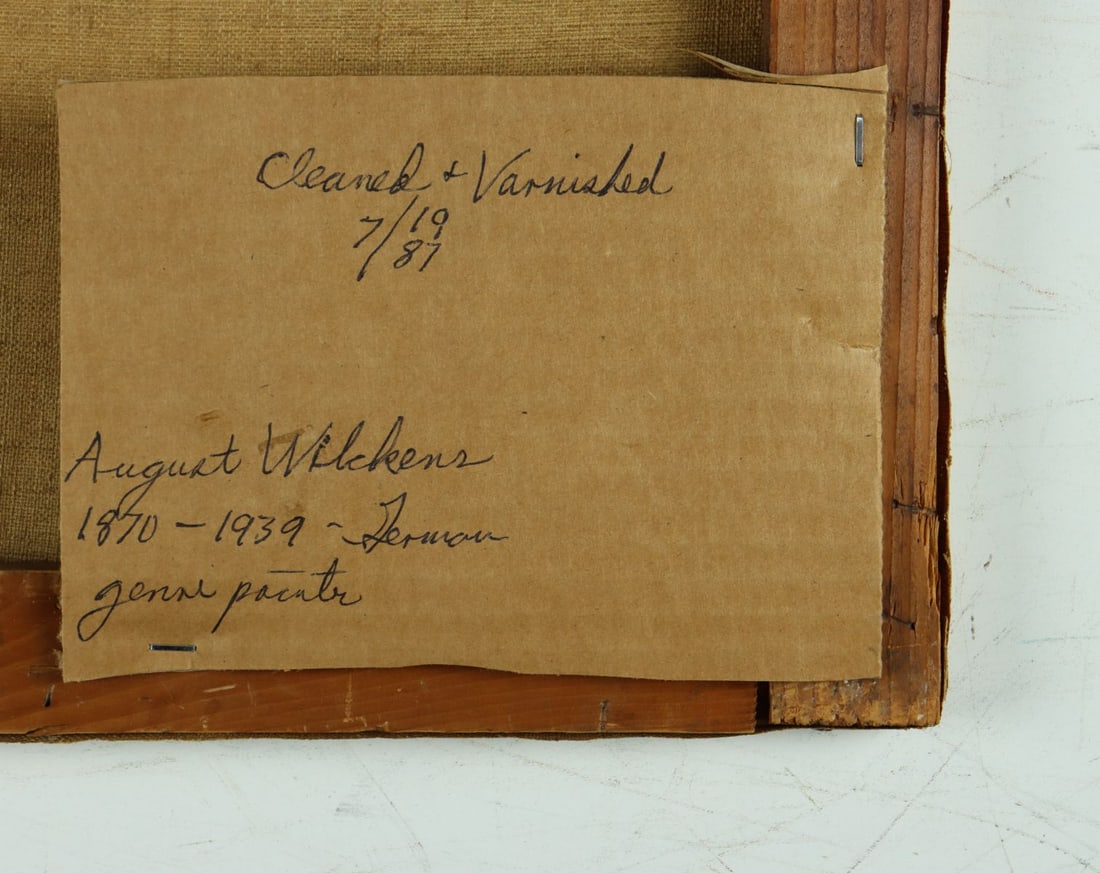 Cleaned + Varnished
7/19
87
August Wilckens
1870 - 1939 - German
genre painter